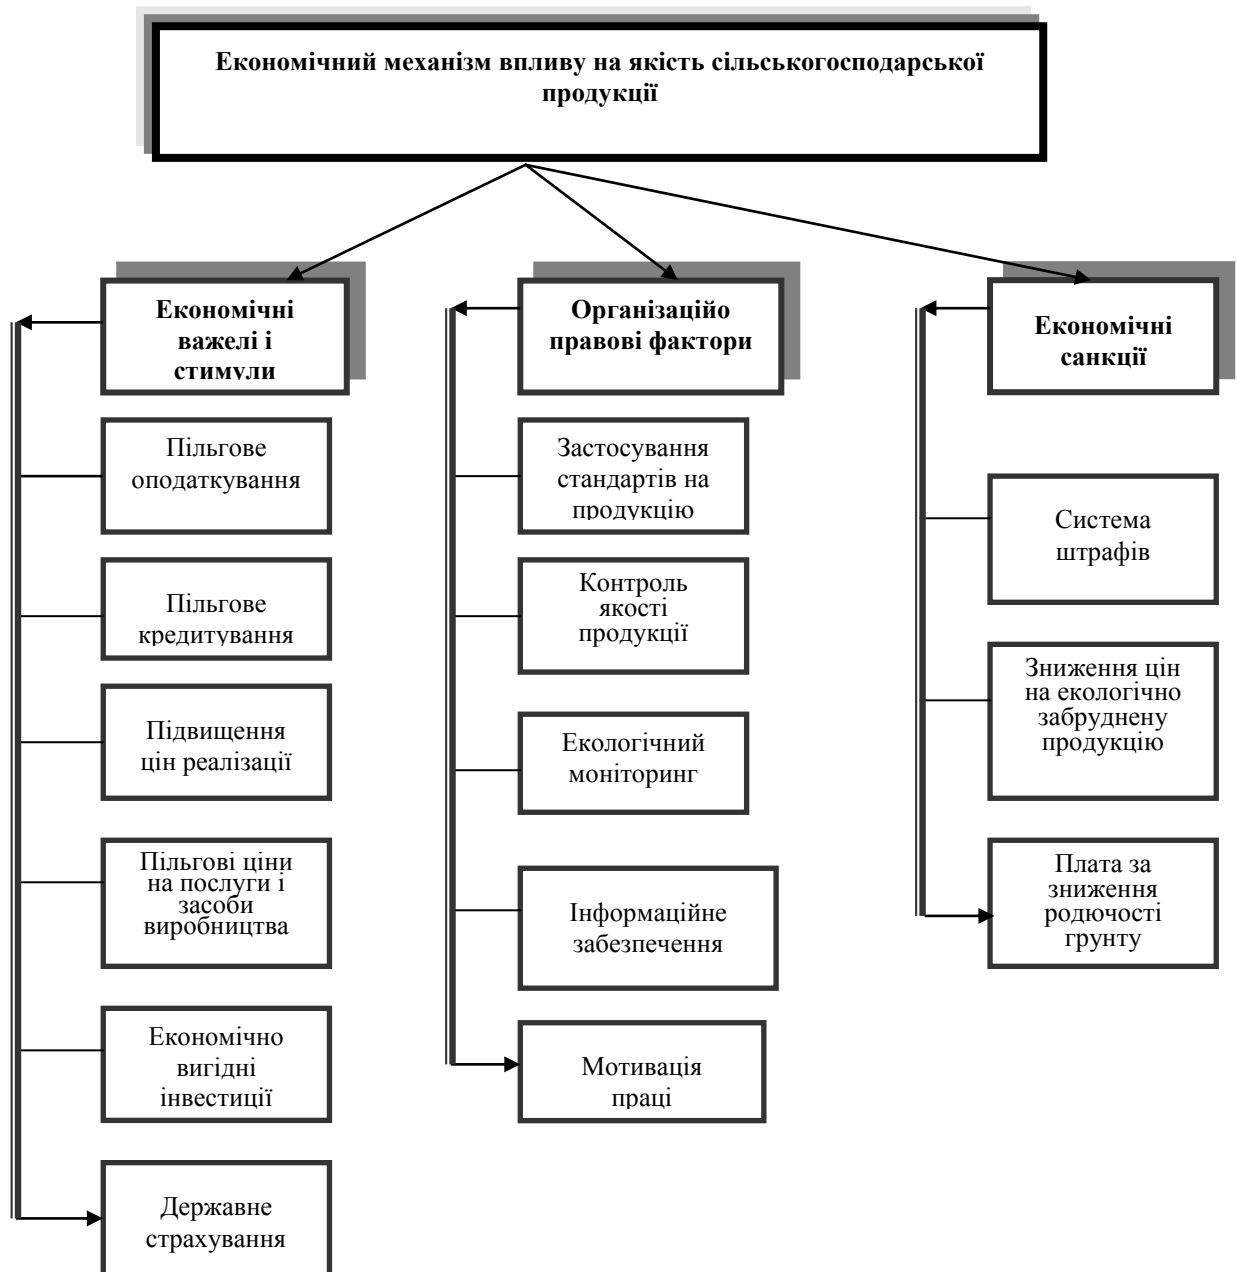 Економічний механізм впливу на якість сільськогосподарської
продукції
Економічні
важелі і
стимули
Пільгове
оподаткування
Пільгове
кредитування
Підвищення
цін реалізації
Пільгові ціни
на послуги і
засоби
виробництва
Економічно
вигідні
інвестиції
Державне
страхування
Організаційо
правові фактори
Застосування
стандартів на
продукцію
Контроль
якості
продукції
Екологічний
моніторинг
Інформаційне
забезпечення
Мотивація
праці
Економічні
санкції
Система
штрафів
Зниження цін
на екологічно
забруднену
продукцію
Плата за
зниження
родючості
грунту